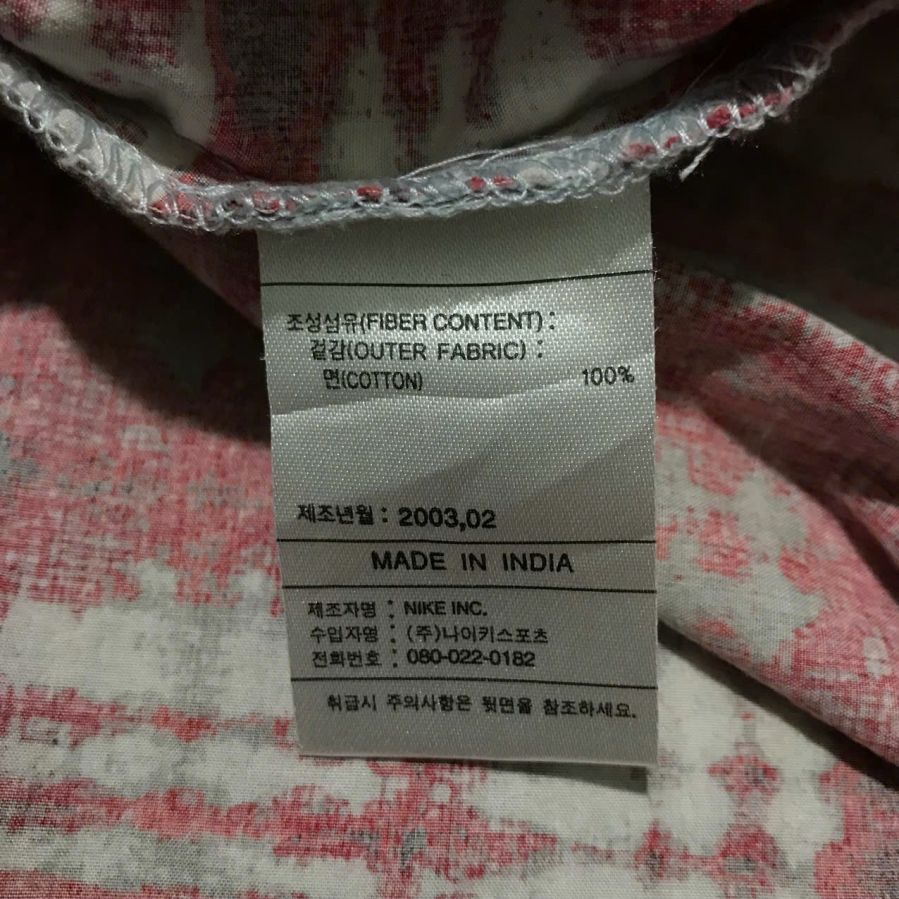 조성섬유(FIBER CONTENT) :
겉감(OUTER FABRIC) :
면(COTTON) 100%
제조년월 : 2003,02
MADE IN INDIA
제조자명 : NIKE INC.
수입자명 : (주)나이키스포츠
전화번호 : 080-022-0182
취급시 주의사항은 뒷면을 참조하세요.